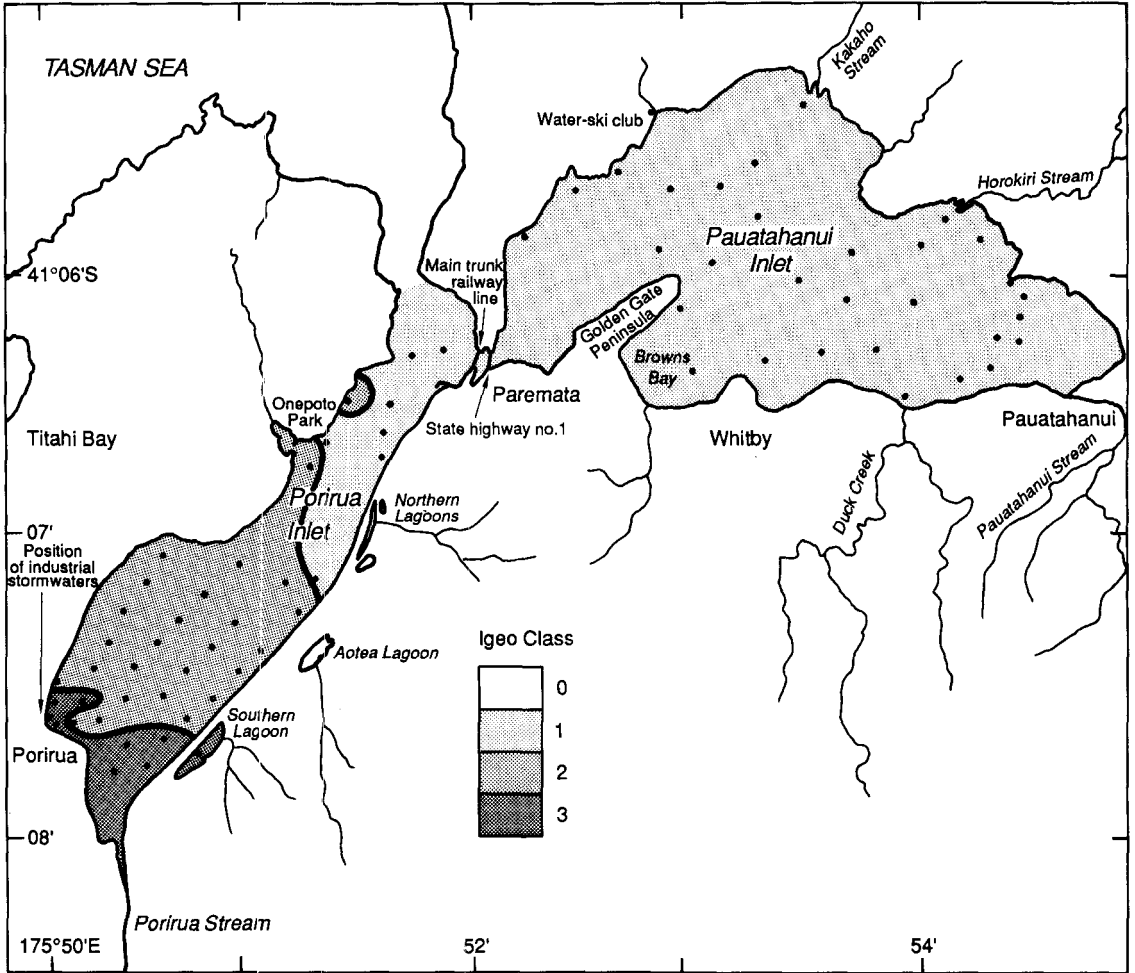 TASMAN SEA
Kakaho
Stream
Water-ski club
Horokiri Stream
Pauatahanui
Inlet
41°06'S
Main trunk
railway
line
Golden Gate
Peninsula
Browns
Bay
Paremata
Onepoto
Park
State highway no.1
Titahi Bay
Whitby
Pauatahanui
Duck Creek
Pauatahanui Stream
Porirua
Inlet
Northern
Lagoons
07'
Position
of industrial
stormwaters
Igeo Class
0
1
2
3
Aotea Lagoon
Southern
Lagoon
Porirua
08'
Porirua Stream
175°50'E
52'
54'